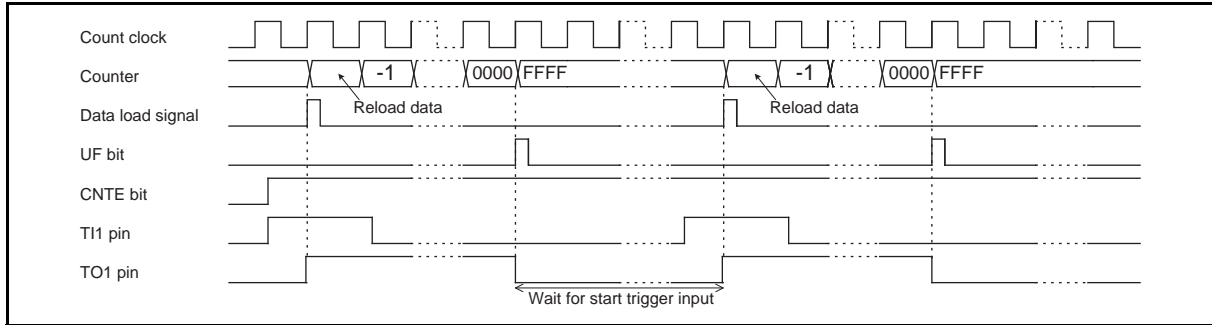 Count clock
Counter -1 0000 FFFF -1 0000 FFFF
Reload data Reload data
Data load signal
UF bit
CNTE bit
TI1 pin
TO1 pin
Wait for start trigger input